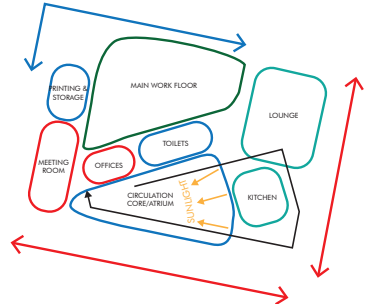 MAIN WORK FLOOR
PRINTING &
STORAGE
LOUNGE
TOILETS
MEETING
ROOM
OFFICES
CIRCULATION
CORE/ATRIUM
SUNLIGHT
KITCHEN